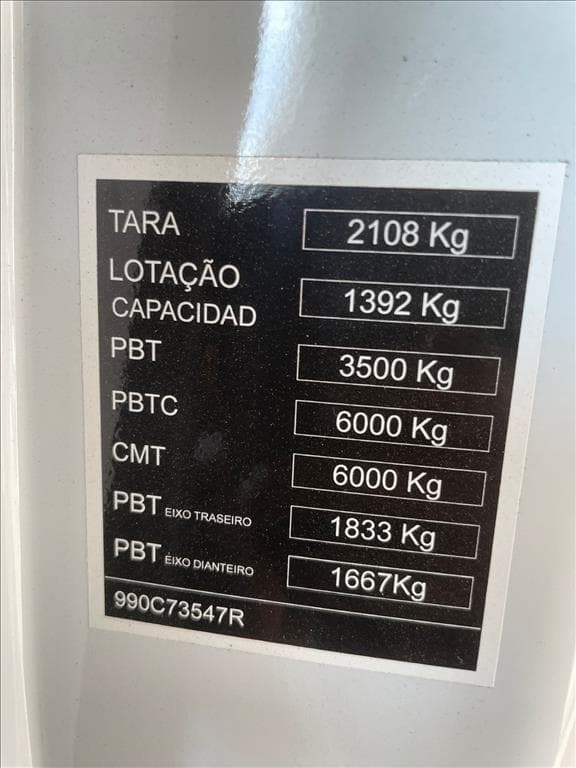 TARA 2108 Kg
LOTAÇÃO
CAPACIDAD 1392 Kg
PBT 3500 Kg
PBTC 6000 Kg
CMT 6000 Kg
PBT EIXO TRASEIRO 1833 Kg
PBT EIXO DIANTEIRO 1667Kg
990C73547R